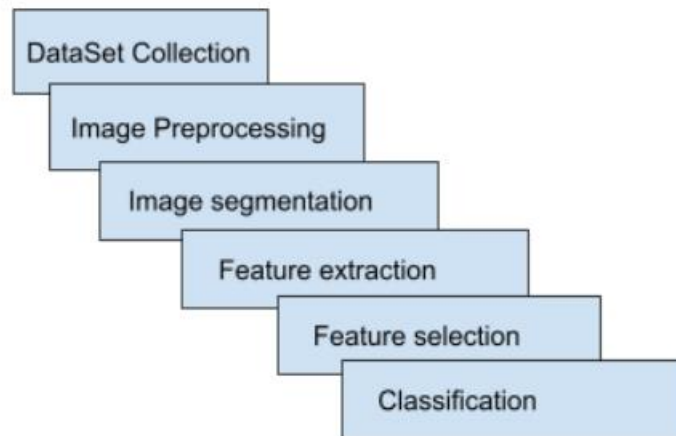 DataSet Collection
Image Preprocessing
Image segmentation
Feature extraction
Feature selection
Classification